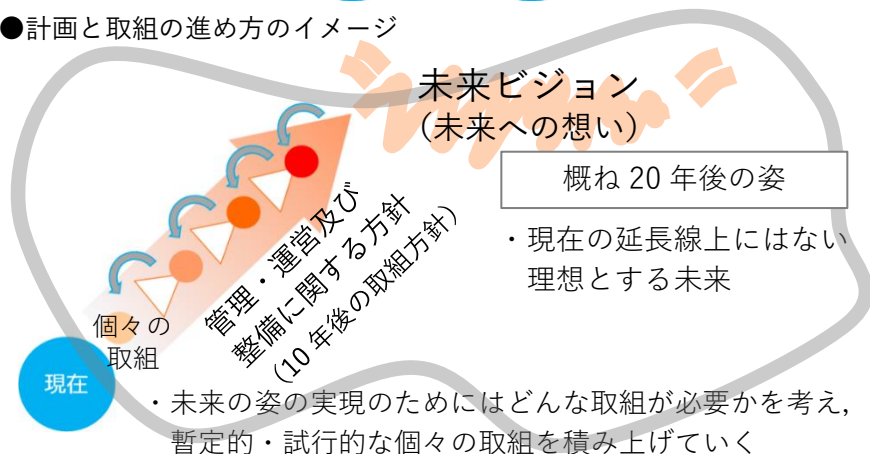 ●計画と取組の進め方のイメージ
未来ビジョン
（未来への想い）
概ね 20 年後の姿
・現在の延長線上にはない
理想とする未来
管理・運営及び
整備に関する方針
（10 年後の取組方針）
個々の
取組
現在
・未来の姿の実現のためにはどんな取組が必要かを考え，
暫定的・試行的な個々の取組を積み上げていく